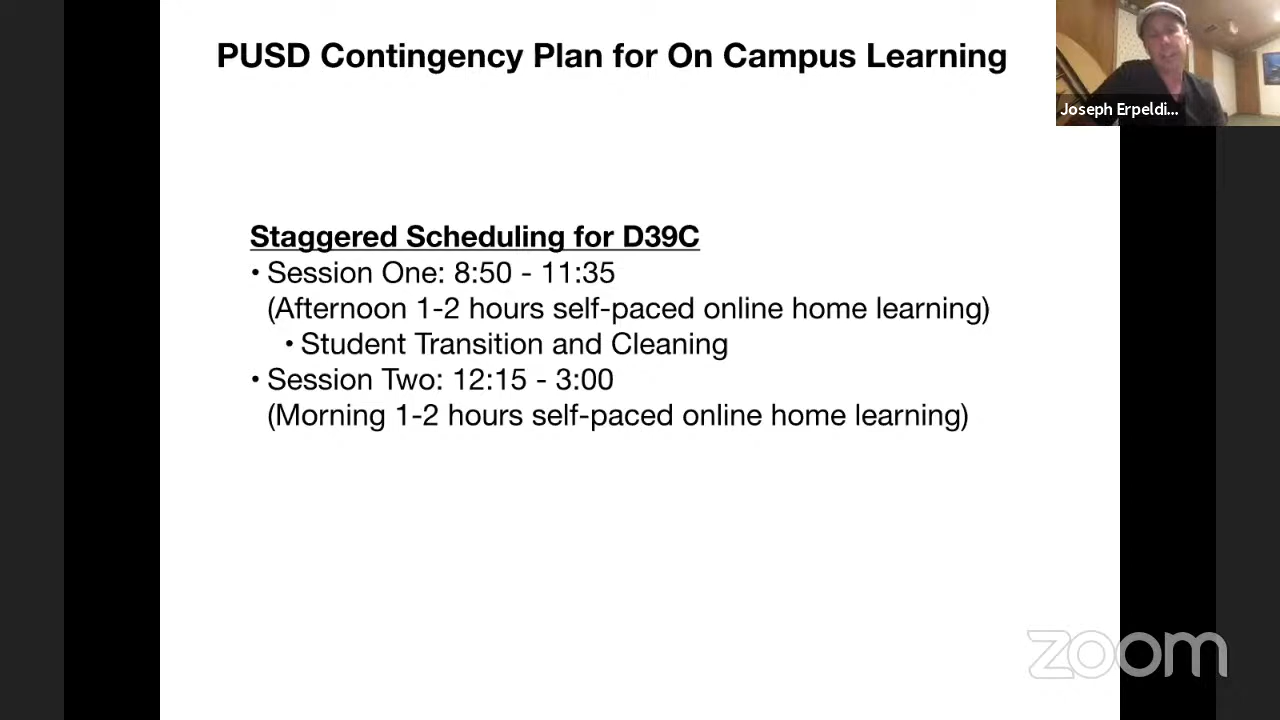 PUSD Contingency Plan for On Campus Learning
Joseph Erpeldi...
Staggered Scheduling for D39C
• Session One: 8:50 - 11:35
(Afternoon 1-2 hours self-paced online home learning)
• Student Transition and Cleaning
• Session Two: 12:15 - 3:00
(Morning 1-2 hours self-paced online home learning)
zoom